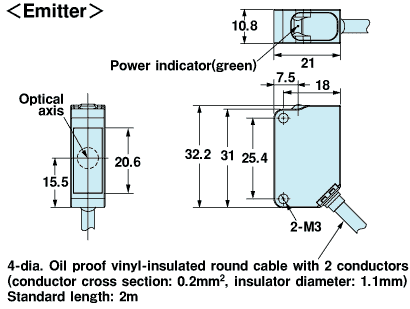 <Emitter>
10.8
Power indicator(green)
21
7.5
18
Optical
axis
20.6
15.5
32.2
31
25.4
2-M3
4-dia. Oil proof vinyl-insulated round cable with 2 conductors
(conductor cross section: 0.2mm², insulator diameter: 1.1mm)
Standard length: 2m